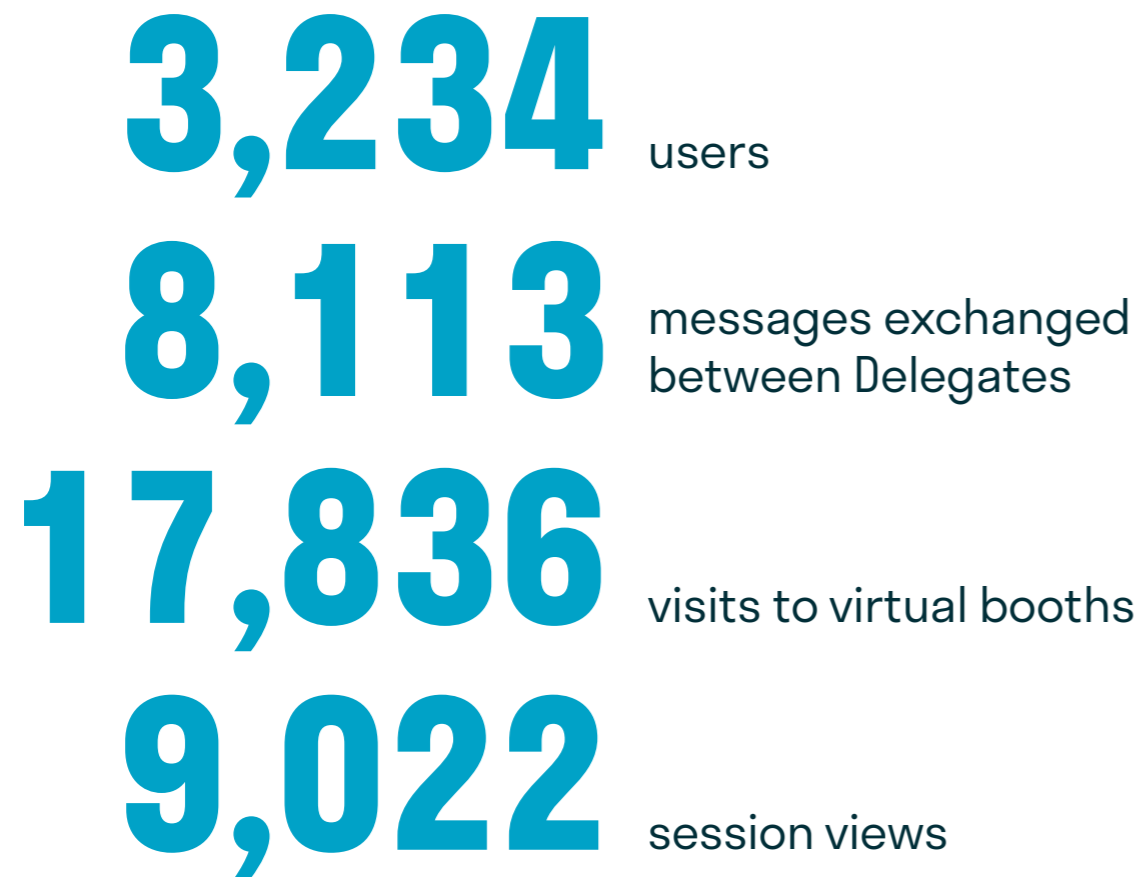 3,234 users
8,113 messages exchanged
between Delegates
17,836 visits to virtual booths
9,022 session views